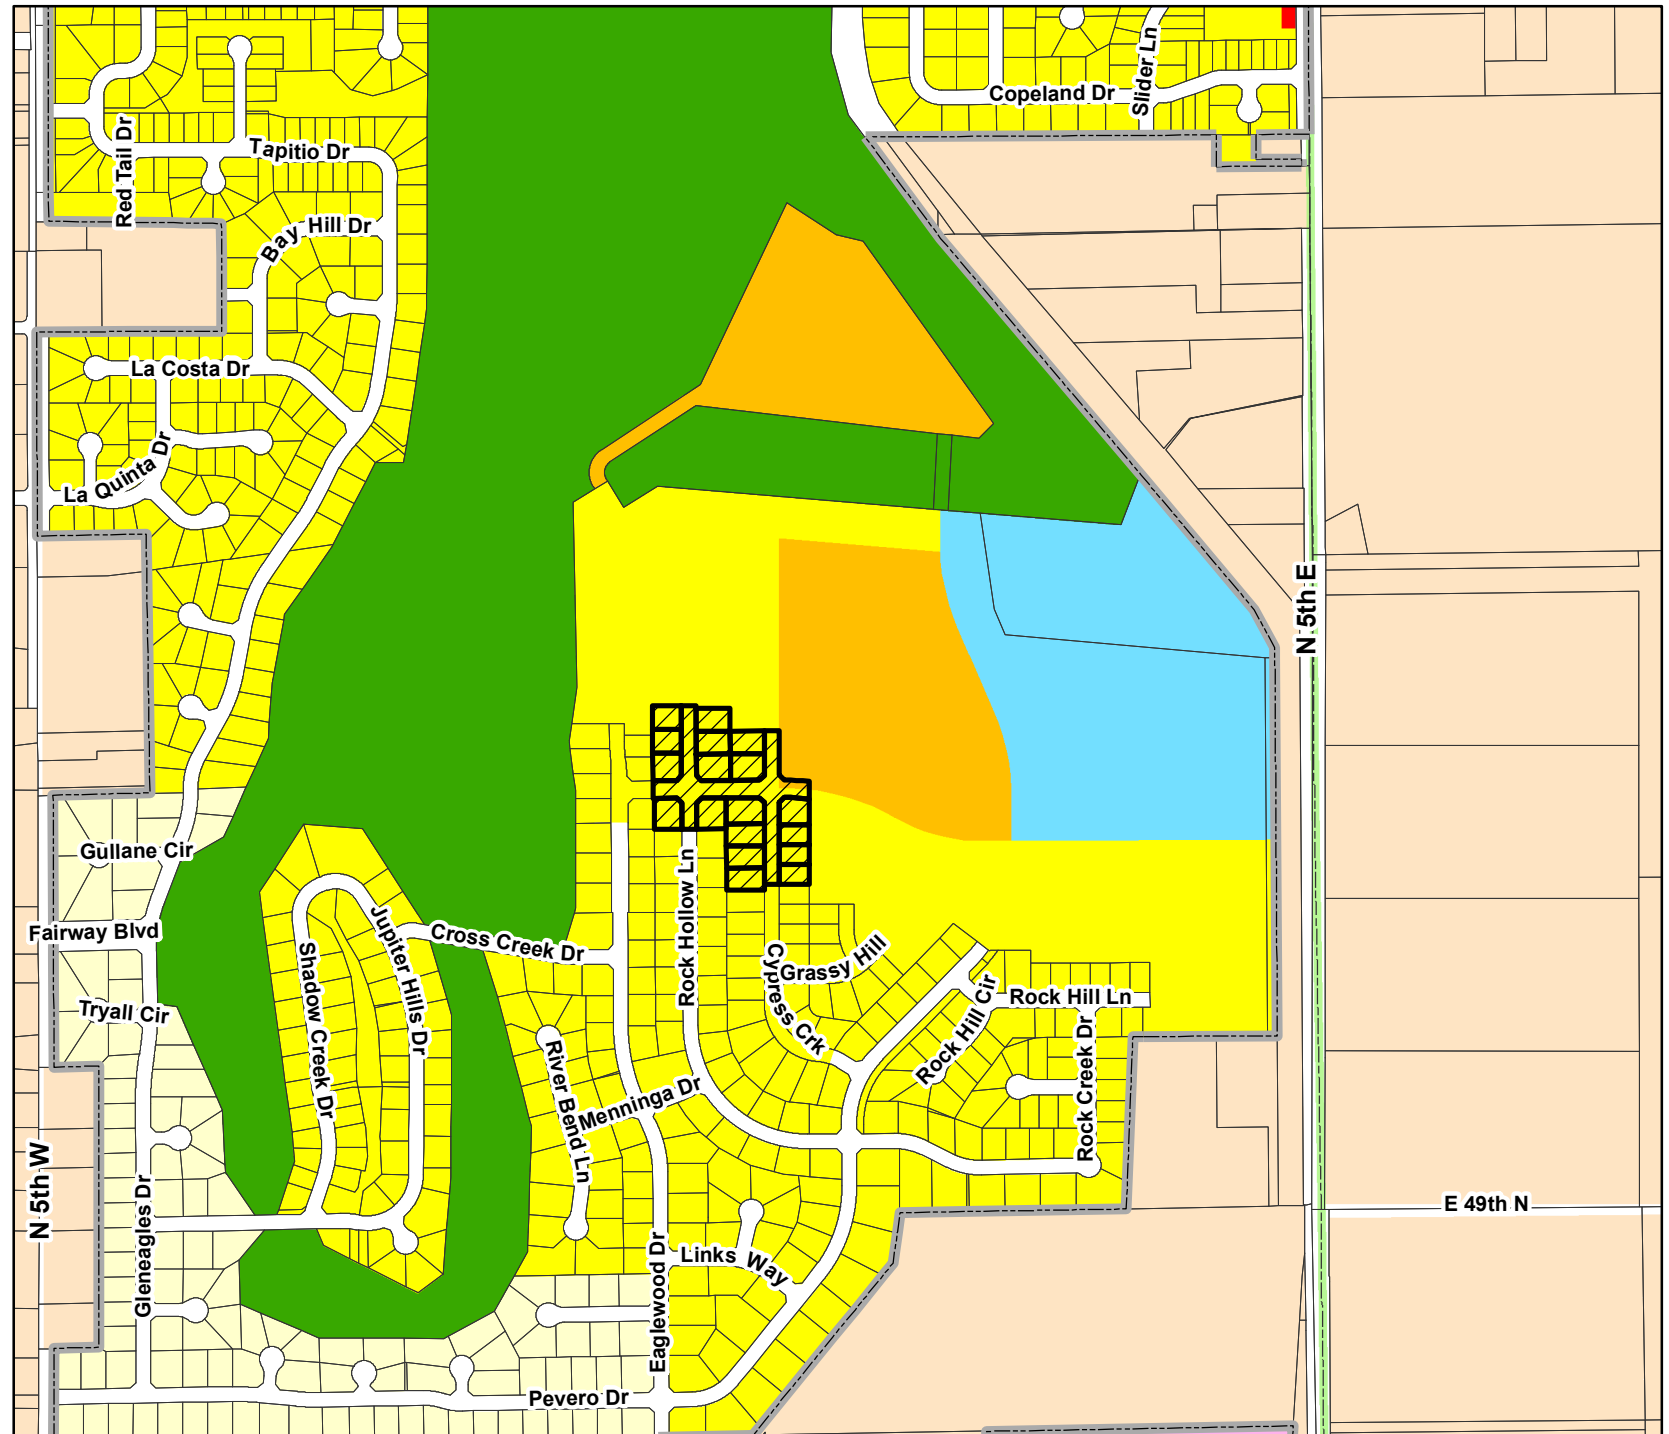 Slider Ln
Copeland Dr
Red Tail Dr
Tapitio Dr
Bay Hill Dr
La Costa Dr
La Quinta Dr
N 5th E
Gullane Cir
Fairway Blvd
Jupiter Hills Dr
Cross Creek Dr
Rock Hollow Ln
Grassy Hill
Cypress Crk
Shadow Creek Dr
Tryall Cir
Rock Hill Ln
Rock Hill Cir
Rock Creek Dr
River Bend Ln
Menninga Dr
N 5th W
Gleneagles Dr
E 49th N
Links Way
Eaglewood Dr
Pevero Dr